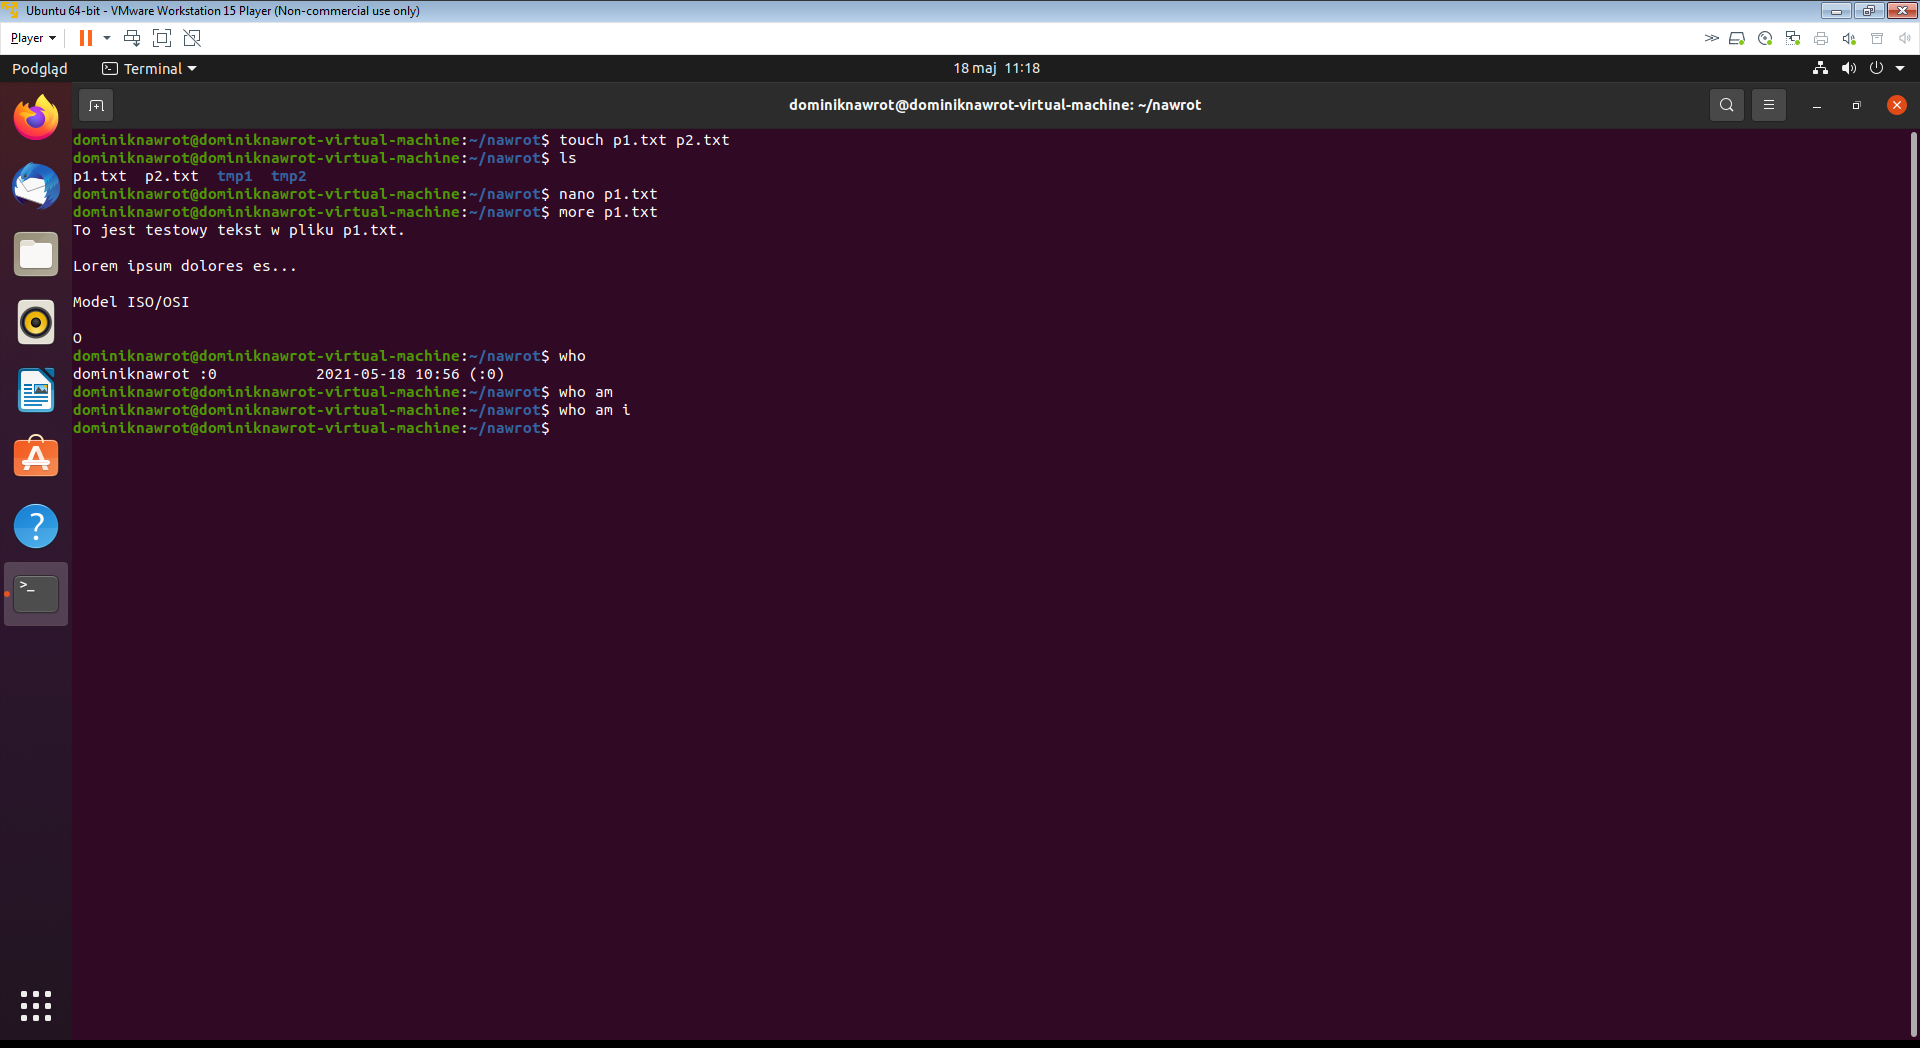 Ubuntu 64-bit - VMware Workstation 15 Player (Non-commercial use only)
Player
Podgląd Terminal 18 maj 11:18
dominiknawrot@dominiknawrot-virtual-machine: ~/nawrot
dominiknawrot@dominiknawrot-virtual-machine:~/nawrot$ touch p1.txt p2.txt
dominiknawrot@dominiknawrot-virtual-machine:~/nawrot$ ls
p1.txt  p2.txt  tmp1  tmp2
dominiknawrot@dominiknawrot-virtual-machine:~/nawrot$ nano p1.txt
dominiknawrot@dominiknawrot-virtual-machine:~/nawrot$ more p1.txt
To jest testowy tekst w pliku p1.txt.
Lorem ipsum dolores es...
Model ISO/OSI
O
dominiknawrot@dominiknawrot-virtual-machine:~/nawrot$ who
dominiknawrot :0           2021-05-18 10:56 (:0)
dominiknawrot@dominiknawrot-virtual-machine:~/nawrot$ who am
dominiknawrot@dominiknawrot-virtual-machine:~/nawrot$ who am i
dominiknawrot@dominiknawrot-virtual-machine:~/nawrot$